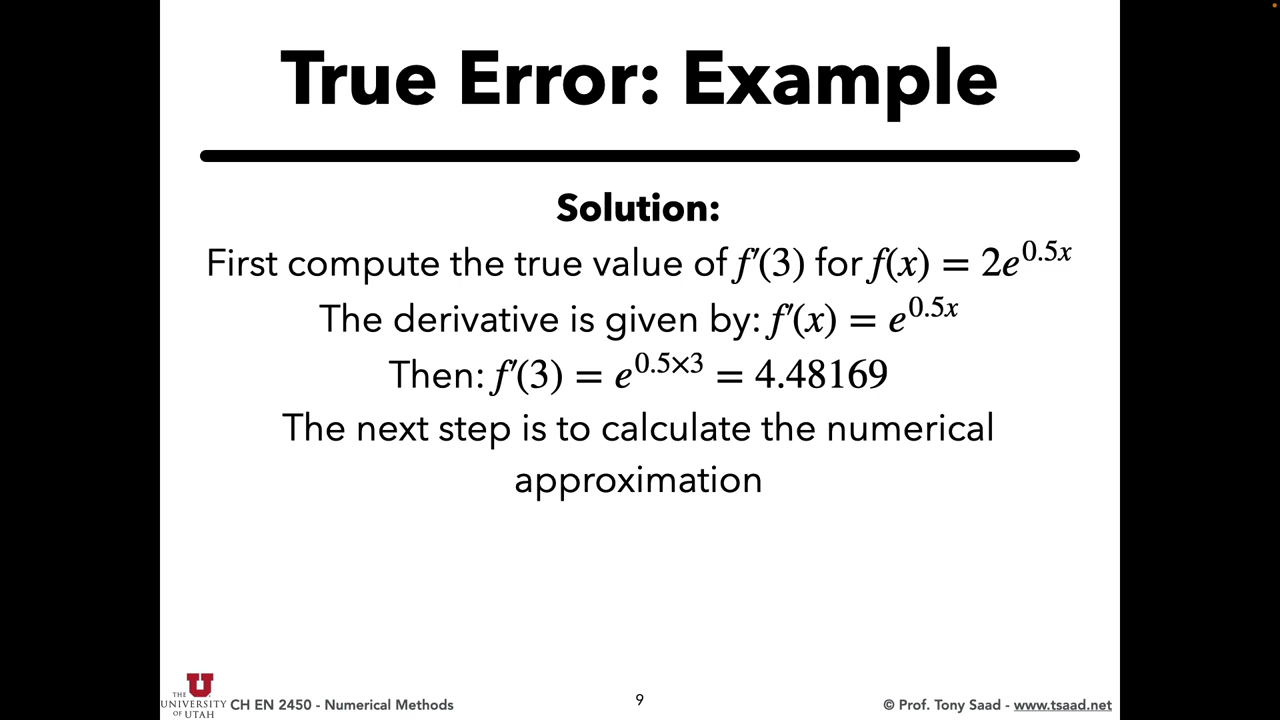 True Error: Example
Solution:
First compute the true value of f′(3) for f(x) = 2e^{0.5x}
The derivative is given by: f′(x) = e^{0.5x}
Then: f′(3) = e^{0.5×3} = 4.48169
The next step is to calculate the numerical
approximation
THE
UNIVERSITY
OF UTAH
CH EN 2450 - Numerical Methods
9
© Prof. Tony Saad - www.tsaad.net